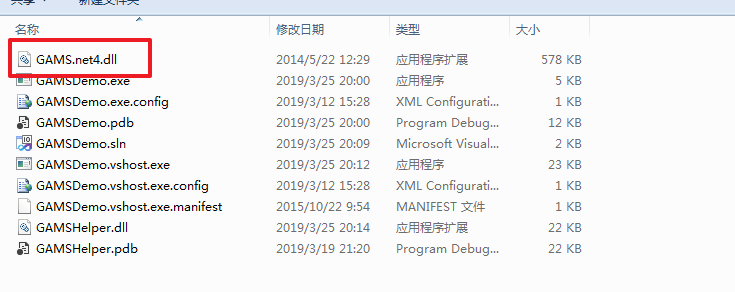 共享 新建文件夹
名称 修改日期 类型 大小
GAMS.net4.dll 2014/5/22 12:29 应用程序扩展 578 KB
GAMSDemo.exe 2019/3/25 20:00 应用程序 5 KB
GAMSDemo.exe.config 2019/3/12 15:28 XML Configurati... 1 KB
GAMSDemo.pdb 2019/3/25 20:00 Program Debug... 12 KB
GAMSDemo.sln 2019/3/25 20:09 Microsoft Visual... 2 KB
GAMSDemo.vshost.exe 2019/3/25 20:12 应用程序 23 KB
GAMSDemo.vshost.exe.config 2019/3/12 15:28 XML Configurati... 1 KB
GAMSDemo.vshost.exe.manifest 2015/10/22 9:54 MANIFEST 文件 1 KB
GAMSHelper.dll 2019/3/25 20:14 应用程序扩展 22 KB
GAMSHelper.pdb 2019/3/19 21:20 Program Debug... 22 KB